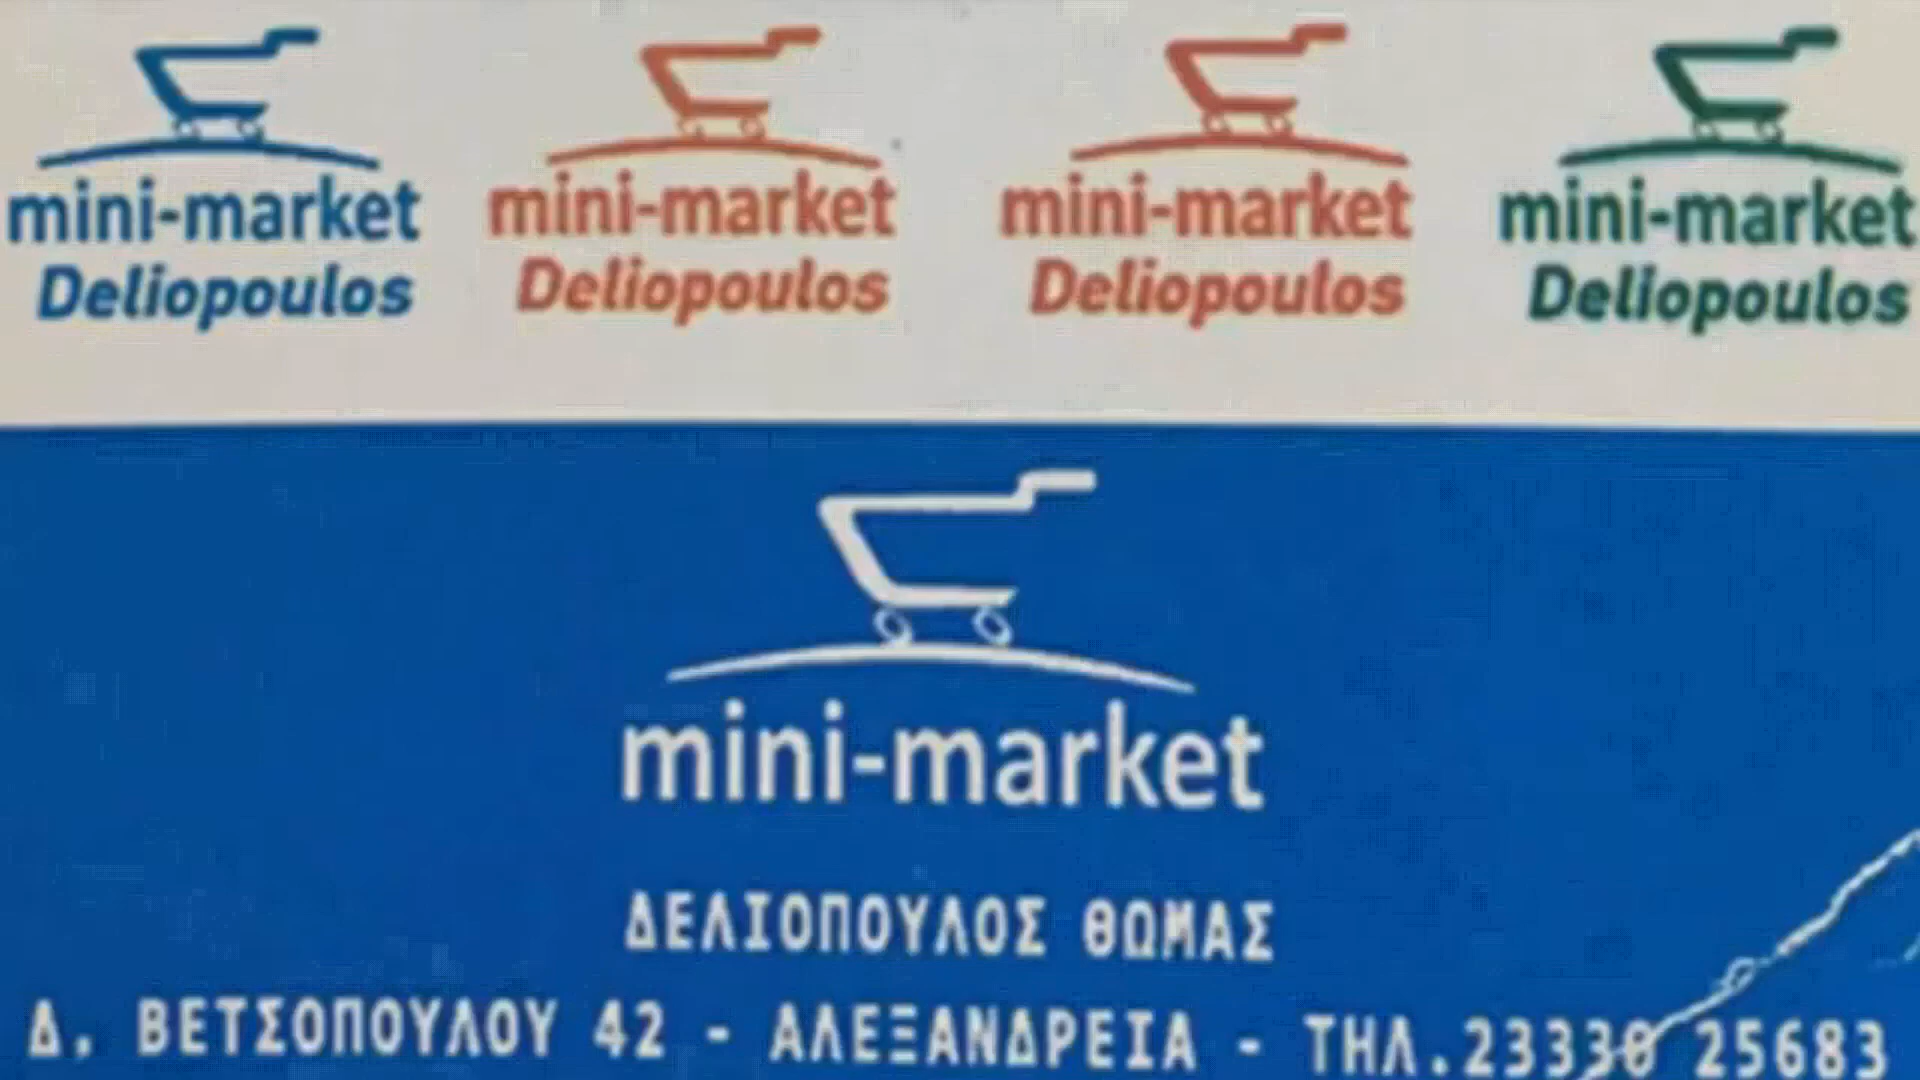 mini-market mini-market mini-market mini-market
Deliopoulos Deliopoulos Deliopoulos Deliopoulos
mini-market
ΔΕΛΙΟΠΟΥΛΟΣ ΘΩΜΑΣ
Δ. ΒΕΤΣΟΠΟΥΛΟΥ 42 - ΑΛΕΞΑΝΔΡΕΙΑ - ΤΗΛ.23330 25683